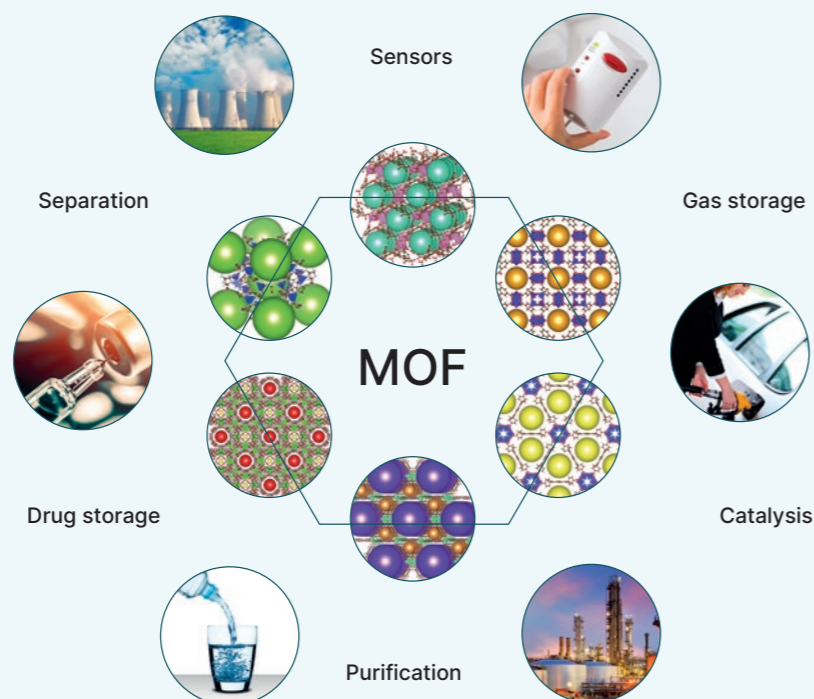 Sensors
Separation
Gas storage
MOF
Drug storage
Catalysis
Purification